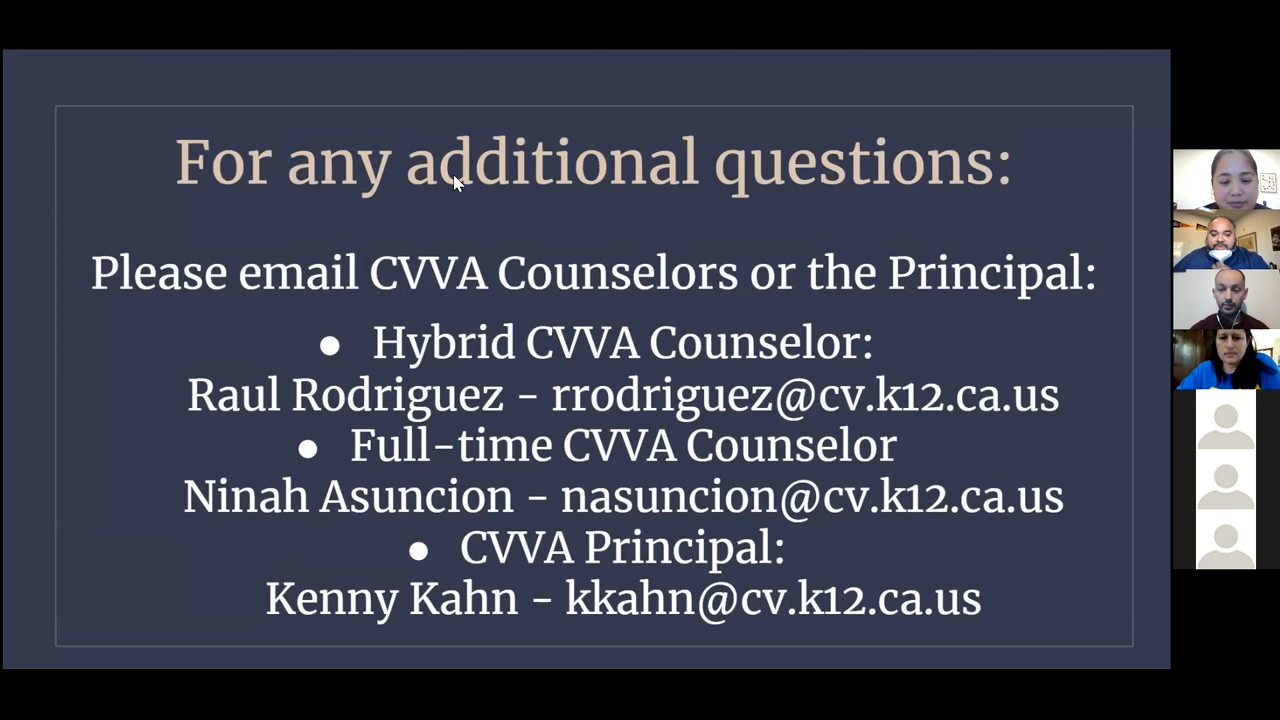 For any additional questions:
Please email CVVA Counselors or the Principal:
● Hybrid CVVA Counselor:
Raul Rodriguez - rrodriguez@cv.k12.ca.us
● Full-time CVVA Counselor
Ninah Asuncion - nasuncion@cv.k12.ca.us
● CVVA Principal:
Kenny Kahn - kkahn@cv.k12.ca.us